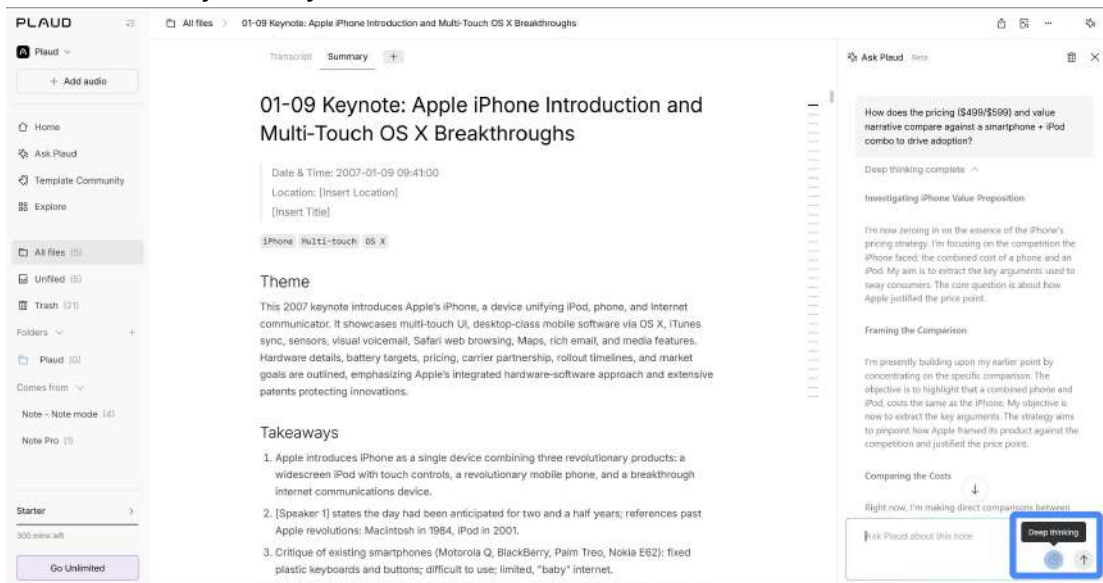 PLAUD
Plaud
+ Add audio
Home
Ask Plaud
Template Community
Explore
All files (5)
Unfiled (5)
Trash (21)
Folders
+
Plaud (0)
Comes from
Note - Note mode (4)
Note Pro (1)
Starter
300 mins left
Go Unlimited
All files > 01-09 Keynote: Apple iPhone Introduction and Multi-Touch OS X Breakthroughs
Transcript Summary +
01-09 Keynote: Apple iPhone Introduction and
Multi-Touch OS X Breakthroughs
Date & Time: 2007-01-09 09:41:00
Location: [Insert Location]
[Insert Title]
iPhone Multi-touch OS X
Theme
This 2007 keynote introduces Apple's iPhone, a device unifying iPod, phone, and Internet
communicator. It showcases multi-touch UI, desktop-class mobile software via OS X, iTunes
sync, sensors, visual voicemail, Safari web browsing, Maps, rich email, and media features.
Hardware details, battery targets, pricing, carrier partnership, rollout timelines, and market
goals are outlined, emphasizing Apple's integrated hardware-software approach and extensive
patents protecting innovations.
Takeaways
1. Apple introduces iPhone as a single device combining three revolutionary products: a
widescreen iPod with touch controls, a revolutionary mobile phone, and a breakthrough
internet communications device.
2. [Speaker 1] states the day had been anticipated for two and a half years; references past
Apple revolutions: Macintosh in 1984, iPod in 2001.
3. Critique of existing smartphones (Motorola Q, BlackBerry, Palm Treo, Nokia E62): fixed
plastic keyboards and buttons; difficult to use; limited, "baby" internet.
Ask Plaud Beta
How does the pricing ($499/$599) and value
narrative compare against a smartphone + iPod
combo to drive adoption?
Deep thinking complete
Investigating iPhone Value Proposition
I'm now zeroing in on the essence of the iPhone's
pricing strategy. I'm focusing on the competition the
iPhone faced: the combined cost of a phone and an
iPod. My aim is to extract the key arguments used to
sway consumers. The core question is about how
Apple justified the price point.
Framing the Comparison
I'm presently building upon my earlier point by
concentrating on the specific comparison. The
objective is to highlight that a combined phone and
iPod, costs the same as the iPhone. My objective is
now to extract the key arguments. The strategy aims
to pinpoint how Apple framed its product against the
competition and justified the price point.
Comparing the Costs
Right now, I'm making direct comparisons between
Ask Plaud about this note
Deep thinking